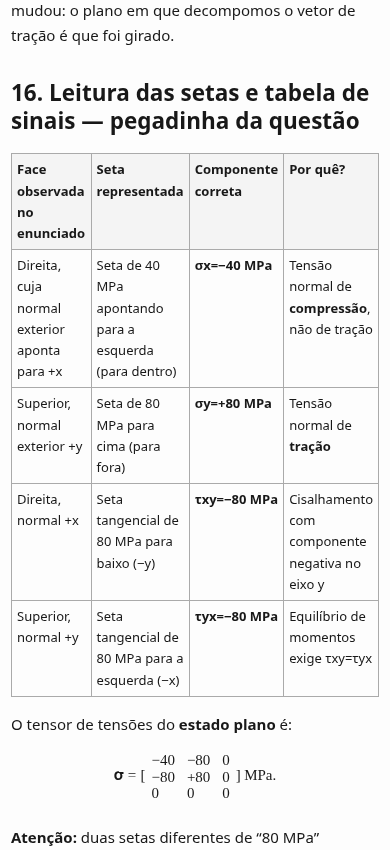 mudou: o plano em que decompomos o vetor de
tração é que foi girado.
16. Leitura das setas e tabela de
sinais — pegadinha da questão
Face observada no enunciado | Seta representada | Componente correta | Por quê?
Direita, cuja normal exterior aponta para +x | Seta de 40 MPa apontando para a esquerda (para dentro) | σx=−40 MPa | Tensão normal de compressão, não de tração
Superior, normal exterior +y | Seta de 80 MPa para cima (para fora) | σy=+80 MPa | Tensão normal de tração
Direita, normal +x | Seta tangencial de 80 MPa para baixo (−y) | τxy=−80 MPa | Cisalhamento com componente negativa no eixo y
Superior, normal +y | Seta tangencial de 80 MPa para a esquerda (−x) | τyx=−80 MPa | Equilíbrio de momentos exige τxy=τyx
O tensor de tensões do estado plano é:
−40 −80 0
σ = [ −80 +80 0 ] MPa.
0 0 0
Atenção: duas setas diferentes de “80 MPa”